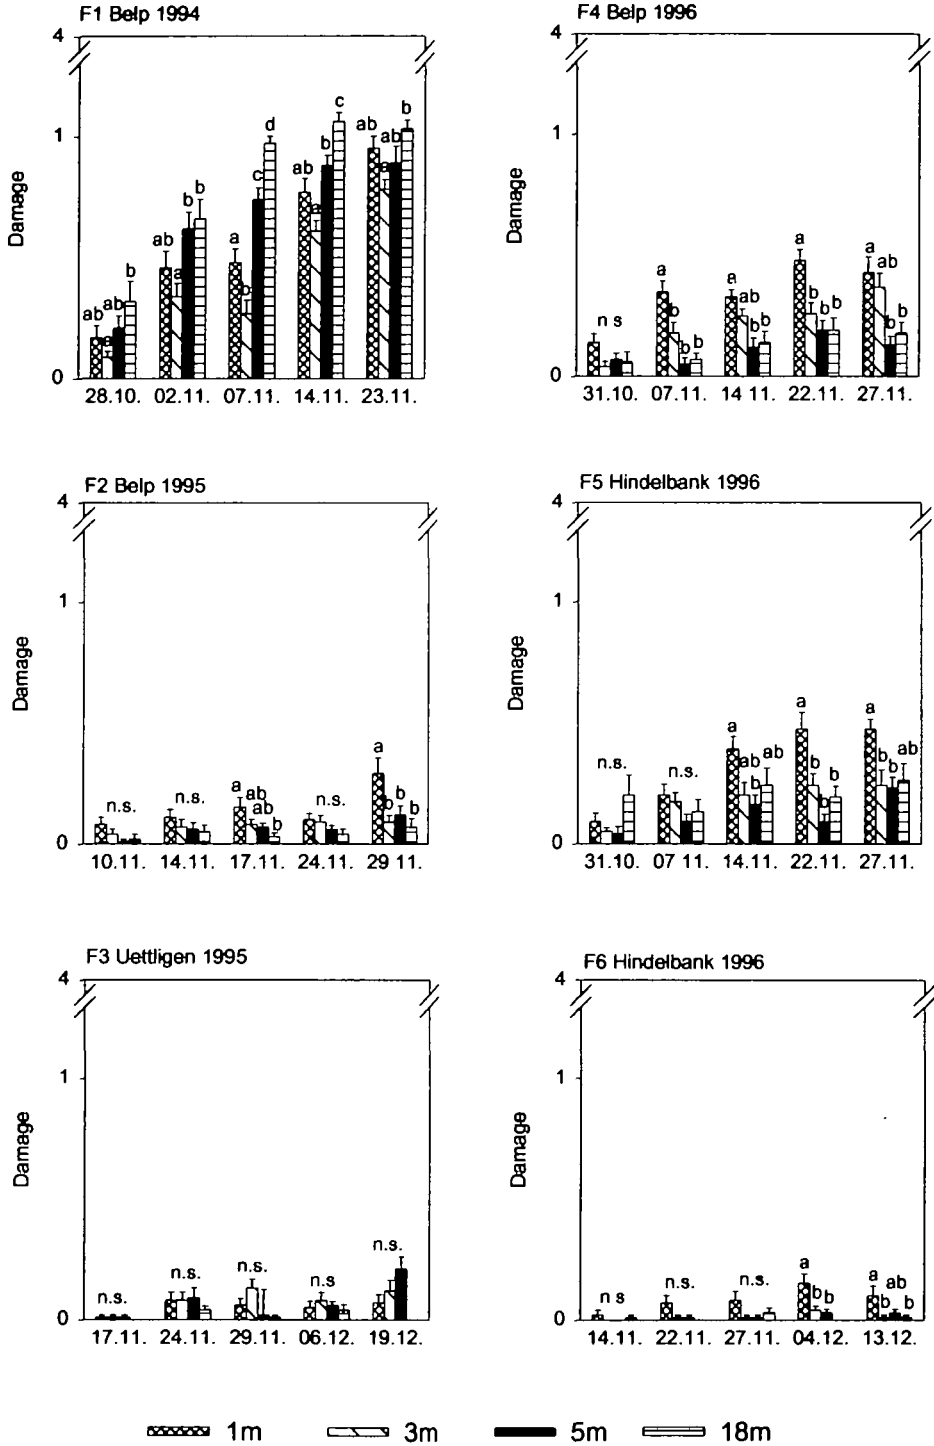 F1 Belp 1994
4
1
0
Damage
ab a ab b
ab a b b
a b c d
ab a b c
ab a ab b
28.10. 02.11. 07.11. 14.11. 23.11.
F4 Belp 1996
4
1
0
Damage
n s
a b b b
a ab b b
a b b b
a ab b b
31.10. 07.11. 14 11. 22.11. 27.11.
F2 Belp 1995
4
1
0
Damage
n.s.
n.s.
a ab ab b
n.s.
a b b b
10.11. 14.11. 17.11. 24.11. 29 11.
F5 Hindelbank 1996
4
1
0
Damage
n.s.
n.s.
a ab b ab
a b b b
a b b ab
31.10. 07 11. 14.11. 22.11. 27.11.
F3 Uettligen 1995
4
1
0
Damage
n.s.
n.s.
n.s.
n.s
n.s.
17.11. 24.11. 29.11. 06.12. 19.12.
F6 Hindelbank 1996
4
1
0
Damage
n s
n.s.
n.s.
a b b
a b ab b
14.11. 22.11. 27.11. 04.12. 13.12.
1m 3m 5m 18m